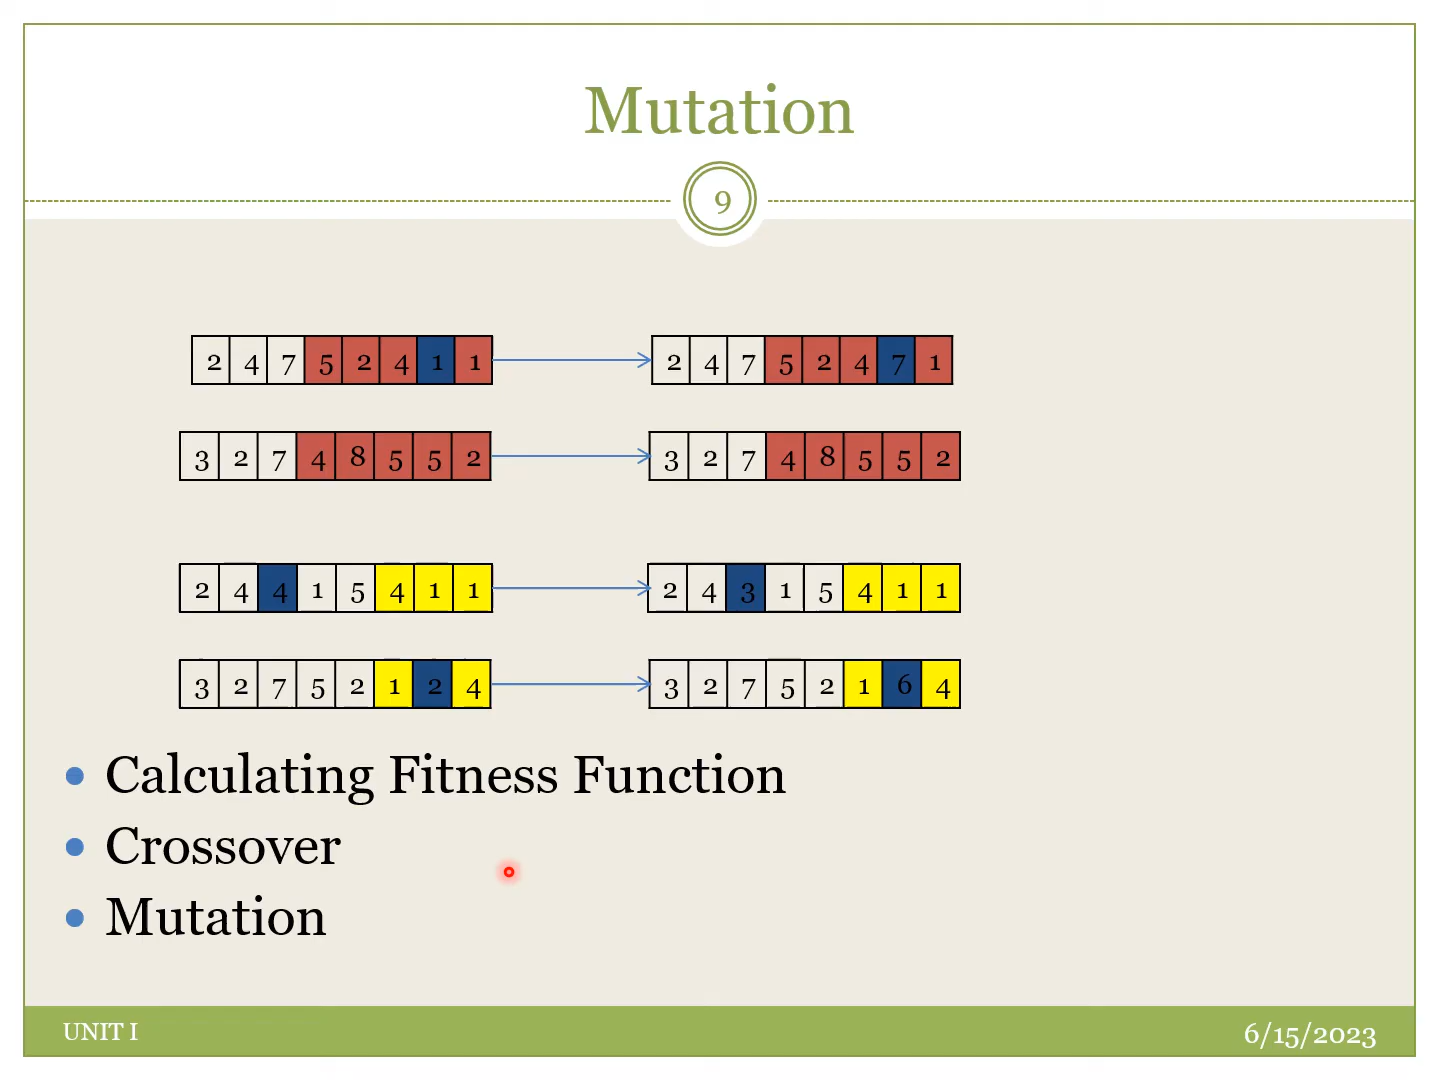 Mutation
9
2 4 7 5 2 4 1 1 2 4 7 5 2 4 7 1
3 2 7 4 8 5 5 2 3 2 7 4 8 5 5 2
2 4 4 1 5 4 1 1 2 4 3 1 5 4 1 1
3 2 7 5 2 1 2 4 3 2 7 5 2 1 6 4
• Calculating Fitness Function
• Crossover
• Mutation
UNIT I 6/15/2023